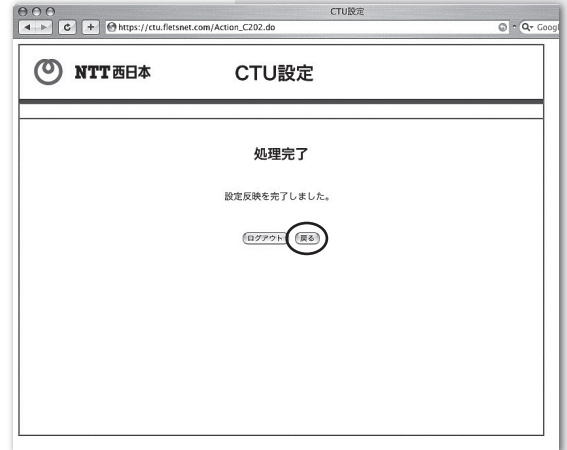 CTU設定
https://ctu.fletsnet.com/Action_C202.do
Googl
NTT西日本
CTU設定
処理完了
設定反映を完了しました。
ログアウト 戻る